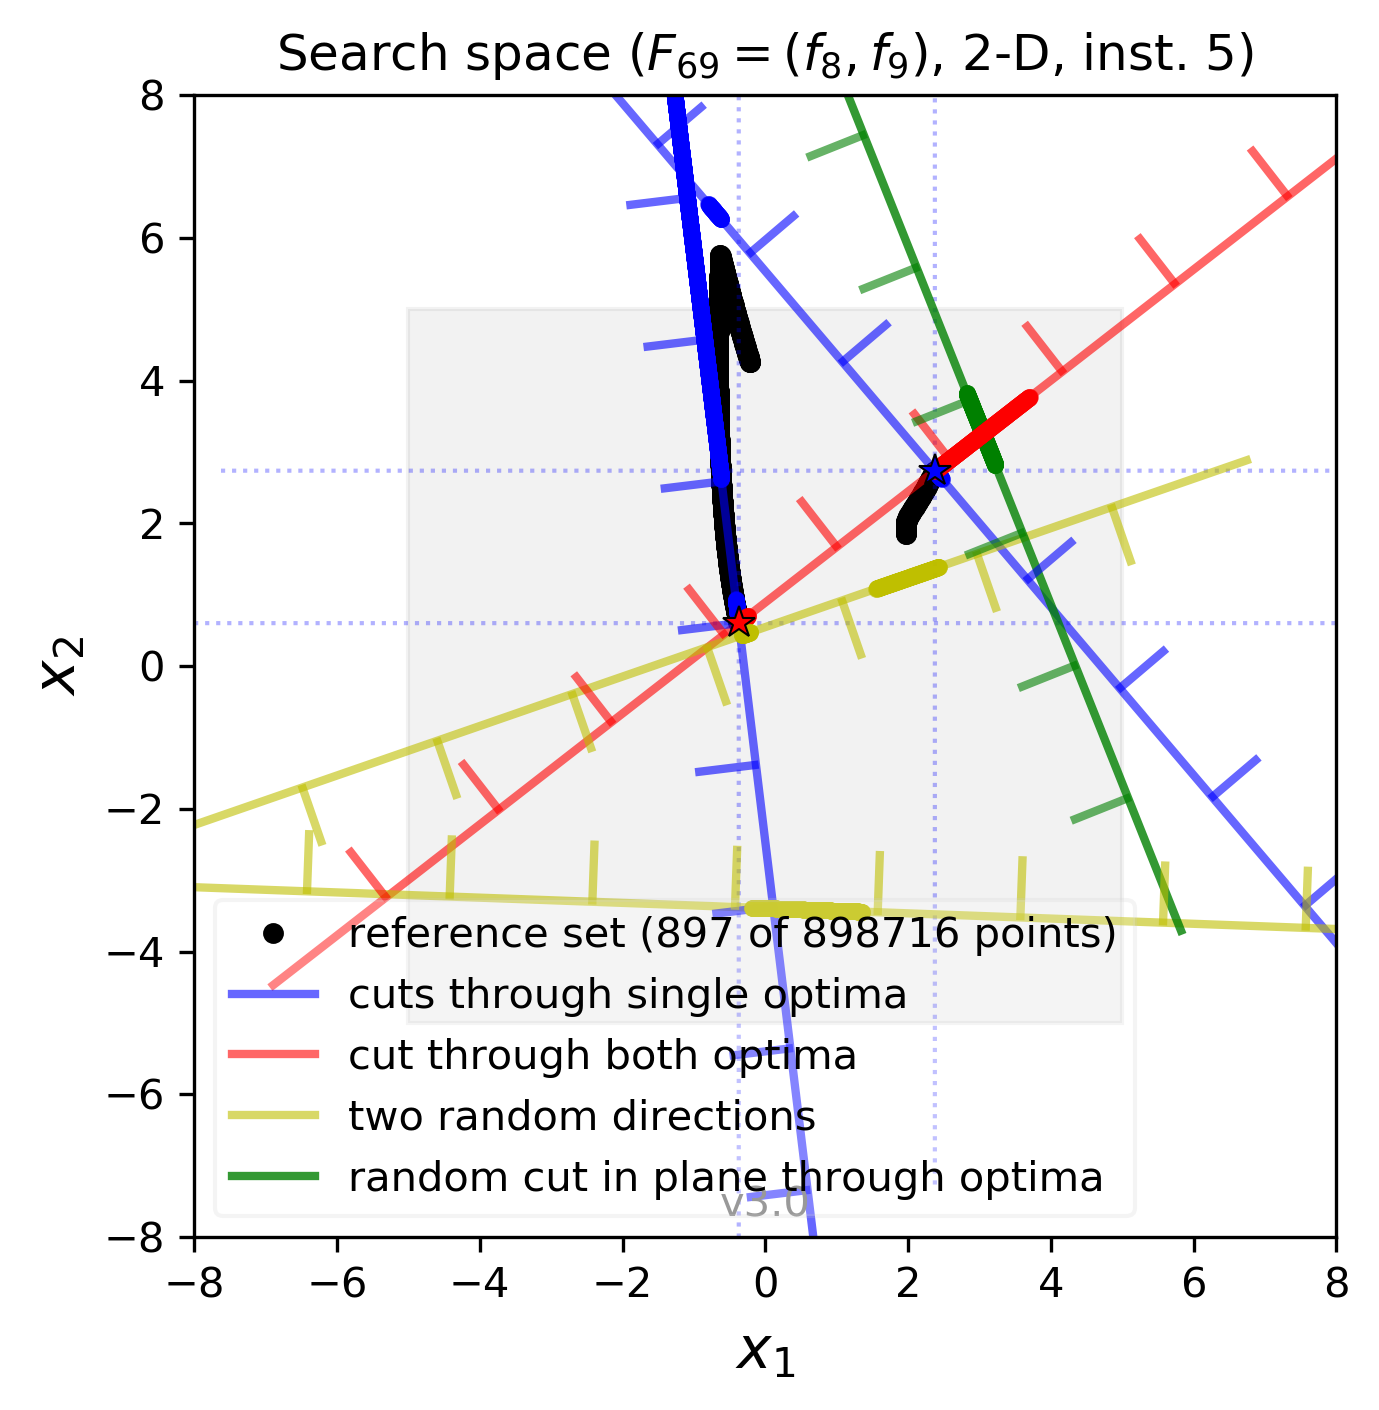 Search space (F₆₉ = (f₈, f₉), 2-D, inst. 5)
8
6
4
2
0
−2
−4
−6
−8
x₂
reference set (897 of 898716 points)
cuts through single optima
cut through both optima
two random directions
random cut in plane through optima
v3.0
−8 −6 −4 −2 0 2 4 6 8
x₁